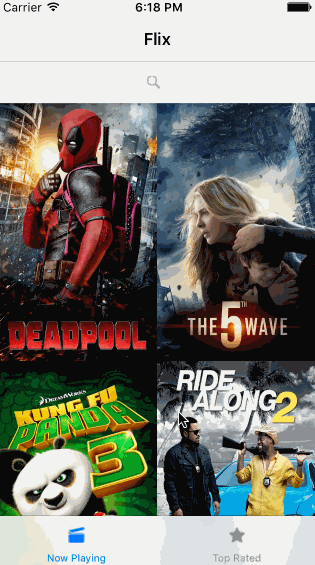 Carrier 6:18 PM
Flix
DEADPOOL
THE 5TH WAVE
DREAMWORKS
KUNG FU
PANDA
3
RIDE
ALONG 2
Now Playing
Top Rated